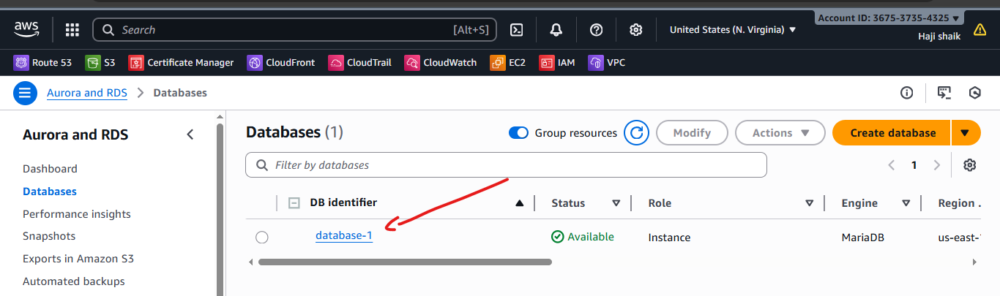 aws
Search [Alt+S]
United States (N. Virginia) ▼
Account ID: 3675-3735-4325 ▼
Haji shaik
Route 53 S3 Certificate Manager CloudFront CloudTrail CloudWatch EC2 IAM VPC
Aurora and RDS > Databases
Aurora and RDS
Dashboard
Databases
Performance insights
Snapshots
Exports in Amazon S3
Automated backups
Databases (1)
Group resources Modify Actions ▼ Create database ▼
Filter by databases
1
DB identifier Status Role Engine Region .
database-1 Available Instance MariaDB us-east-